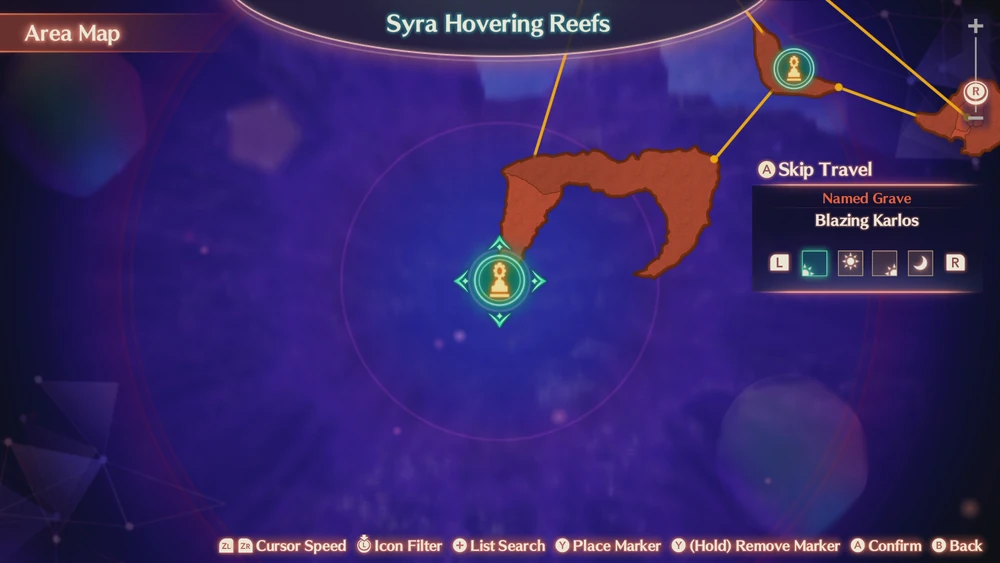 Syra Hovering Reefs
Area Map
R
A Skip Travel
Named Grave
Blazing Karlos
L R
ZL ZR Cursor Speed L Icon Filter + List Search Y Place Marker Y (Hold) Remove Marker A Confirm B Back